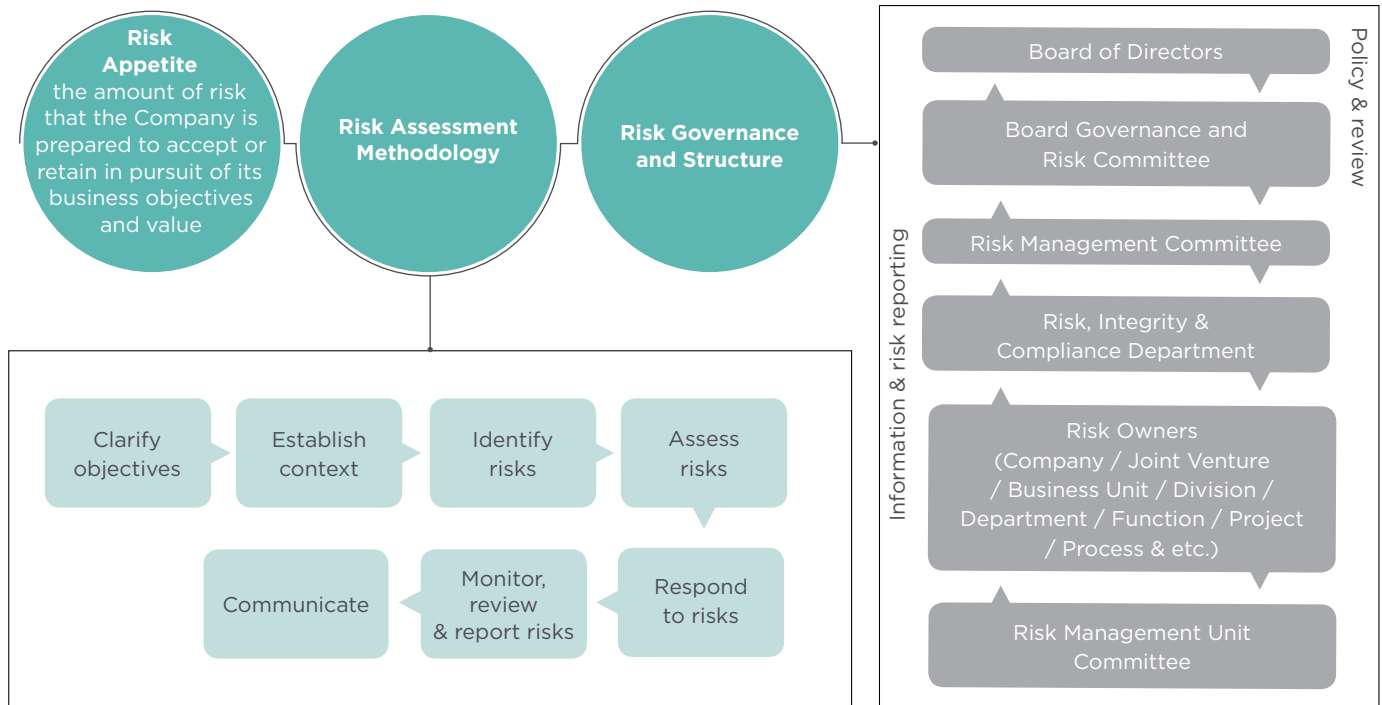 Risk
Appetite
the amount of risk
that the Company is
prepared to accept or
retain in pursuit of its
business objectives
and value
Risk Assessment
Methodology
Risk Governance
and Structure
Clarify
objectives
Establish
context
Identify
risks
Assess
risks
Respond
to risks
Monitor,
review
& report risks
Communicate
Information & risk reporting
Policy & review
Board of Directors
Board Governance and
Risk Committee
Risk Management Committee
Risk, Integrity &
Compliance Department
Risk Owners
(Company / Joint Venture
/ Business Unit / Division /
Department / Function / Project
/ Process & etc.)
Risk Management Unit
Committee